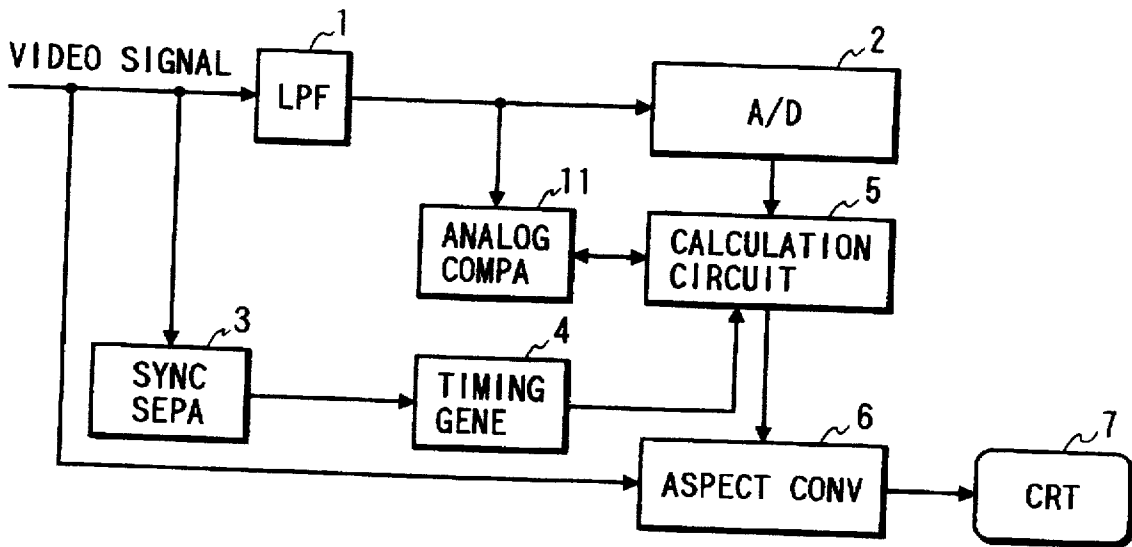 1
VIDEO SIGNAL
LPF
2
A/D
11
ANALOG
COMPA
5
CALCULATION
CIRCUIT
3
SYNC
SEPA
4
TIMING
GENE
6
ASPECT CONV
7
CRT